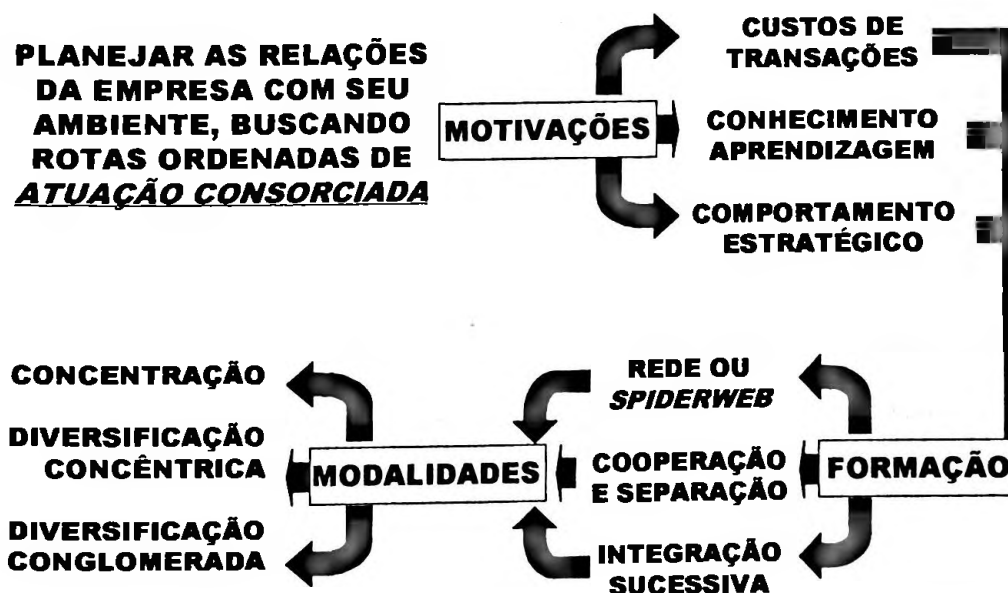 PLANEJAR AS RELAÇÕES
DA EMPRESA COM SEU
AMBIENTE, BUSCANDO
ROTAS ORDENADAS DE
ATUAÇÃO CONSORCIADA
MOTIVAÇÕES
CUSTOS DE
TRANSAÇÕES
CONHECIMENTO
APRENDIZAGEM
COMPORTAMENTO
ESTRATÉGICO
FORMAÇÃO
REDE OU
SPIDERWEB
COOPERAÇÃO
E SEPARAÇÃO
INTEGRAÇÃO
SUCESSIVA
MODALIDADES
CONCENTRAÇÃO
DIVERSIFICAÇÃO
CONCÊNTRICA
DIVERSIFICAÇÃO
CONGLOMERADA